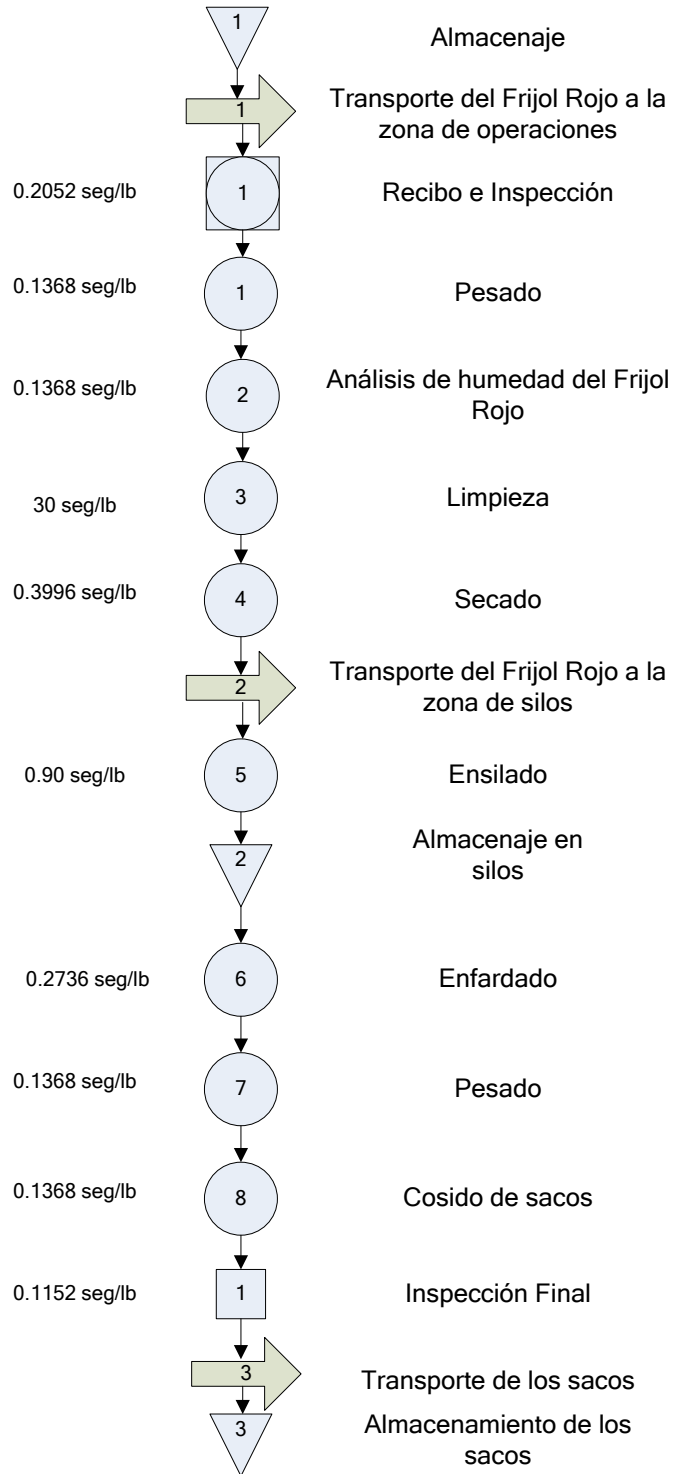 1
Almacenaje
1
Transporte del Frijol Rojo a la
zona de operaciones
0.2052 seg/lb
1
Recibo e Inspección
0.1368 seg/lb
1
Pesado
0.1368 seg/lb
2
Análisis de humedad del Frijol
Rojo
30 seg/lb
3
Limpieza
0.3996 seg/lb
4
Secado
2
Transporte del Frijol Rojo a la
zona de silos
0.90 seg/lb
5
Ensilado
2
Almacenaje en
silos
0.2736 seg/lb
6
Enfardado
0.1368 seg/lb
7
Pesado
0.1368 seg/lb
8
Cosido de sacos
0.1152 seg/lb
1
Inspección Final
3
Transporte de los sacos
3
Almacenamiento de los
sacos